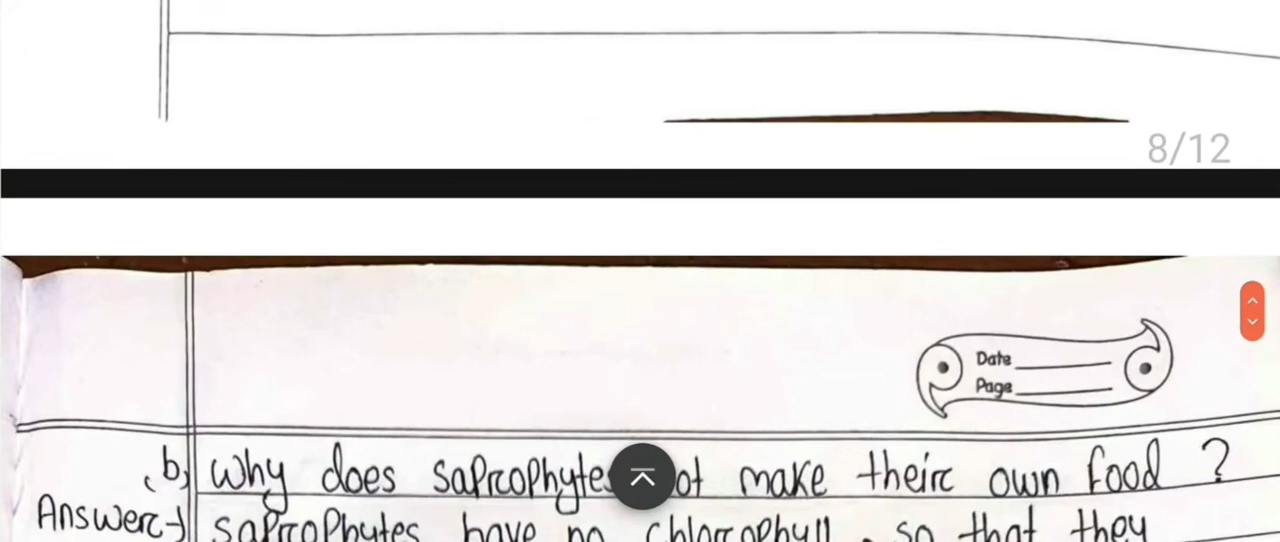 8/12
Date
Page
(b) Why does saprophytes ot make their own food ?
Answer→ saprophytes have no chlorophyll, so that they